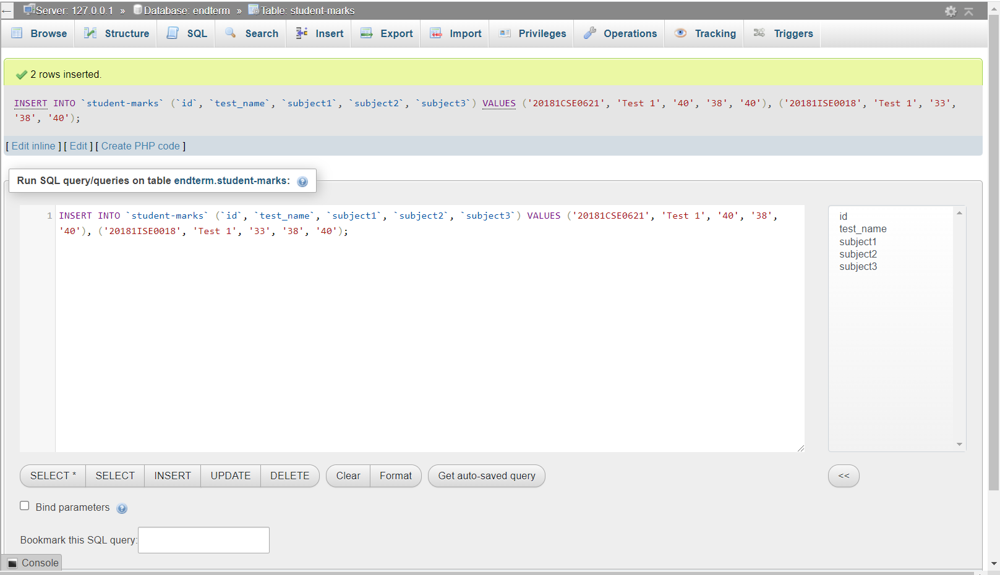 Server: 127.0.0.1 » Database: endterm » Table: student-marks
Browse Structure SQL Search Insert Export Import Privileges Operations Tracking Triggers
2 rows inserted.
INSERT INTO `student-marks` (`id`, `test_name`, `subject1`, `subject2`, `subject3`) VALUES ('20181CSE0621', 'Test 1', '40', '38', '40'), ('20181ISE0018', 'Test 1', '33',
'38', '40');
[ Edit inline ] [ Edit ] [ Create PHP code ]
Run SQL query/queries on table endterm.student-marks:
1 INSERT INTO `student-marks` (`id`, `test_name`, `subject1`, `subject2`, `subject3`) VALUES ('20181CSE0621', 'Test 1', '40', '38',
'40'), ('20181ISE0018', 'Test 1', '33', '38', '40');
id
test_name
subject1
subject2
subject3
SELECT * SELECT INSERT UPDATE DELETE Clear Format Get auto-saved query <<
Bind parameters
Bookmark this SQL query:
Console